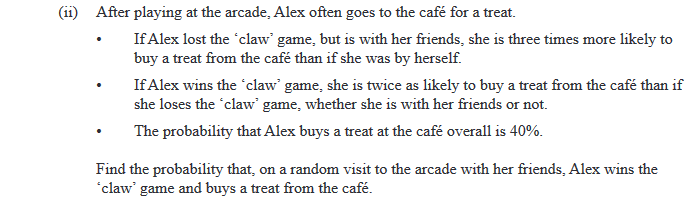 (ii) After playing at the arcade, Alex often goes to the café for a treat.
• If Alex lost the ‘claw’ game, but is with her friends, she is three times more likely to
buy a treat from the café than if she was by herself.
• If Alex wins the ‘claw’ game, she is twice as likely to buy a treat from the café than if
she loses the ‘claw’ game, whether she is with her friends or not.
• The probability that Alex buys a treat at the café overall is 40%.
Find the probability that, on a random visit to the arcade with her friends, Alex wins the
‘claw’ game and buys a treat from the café.